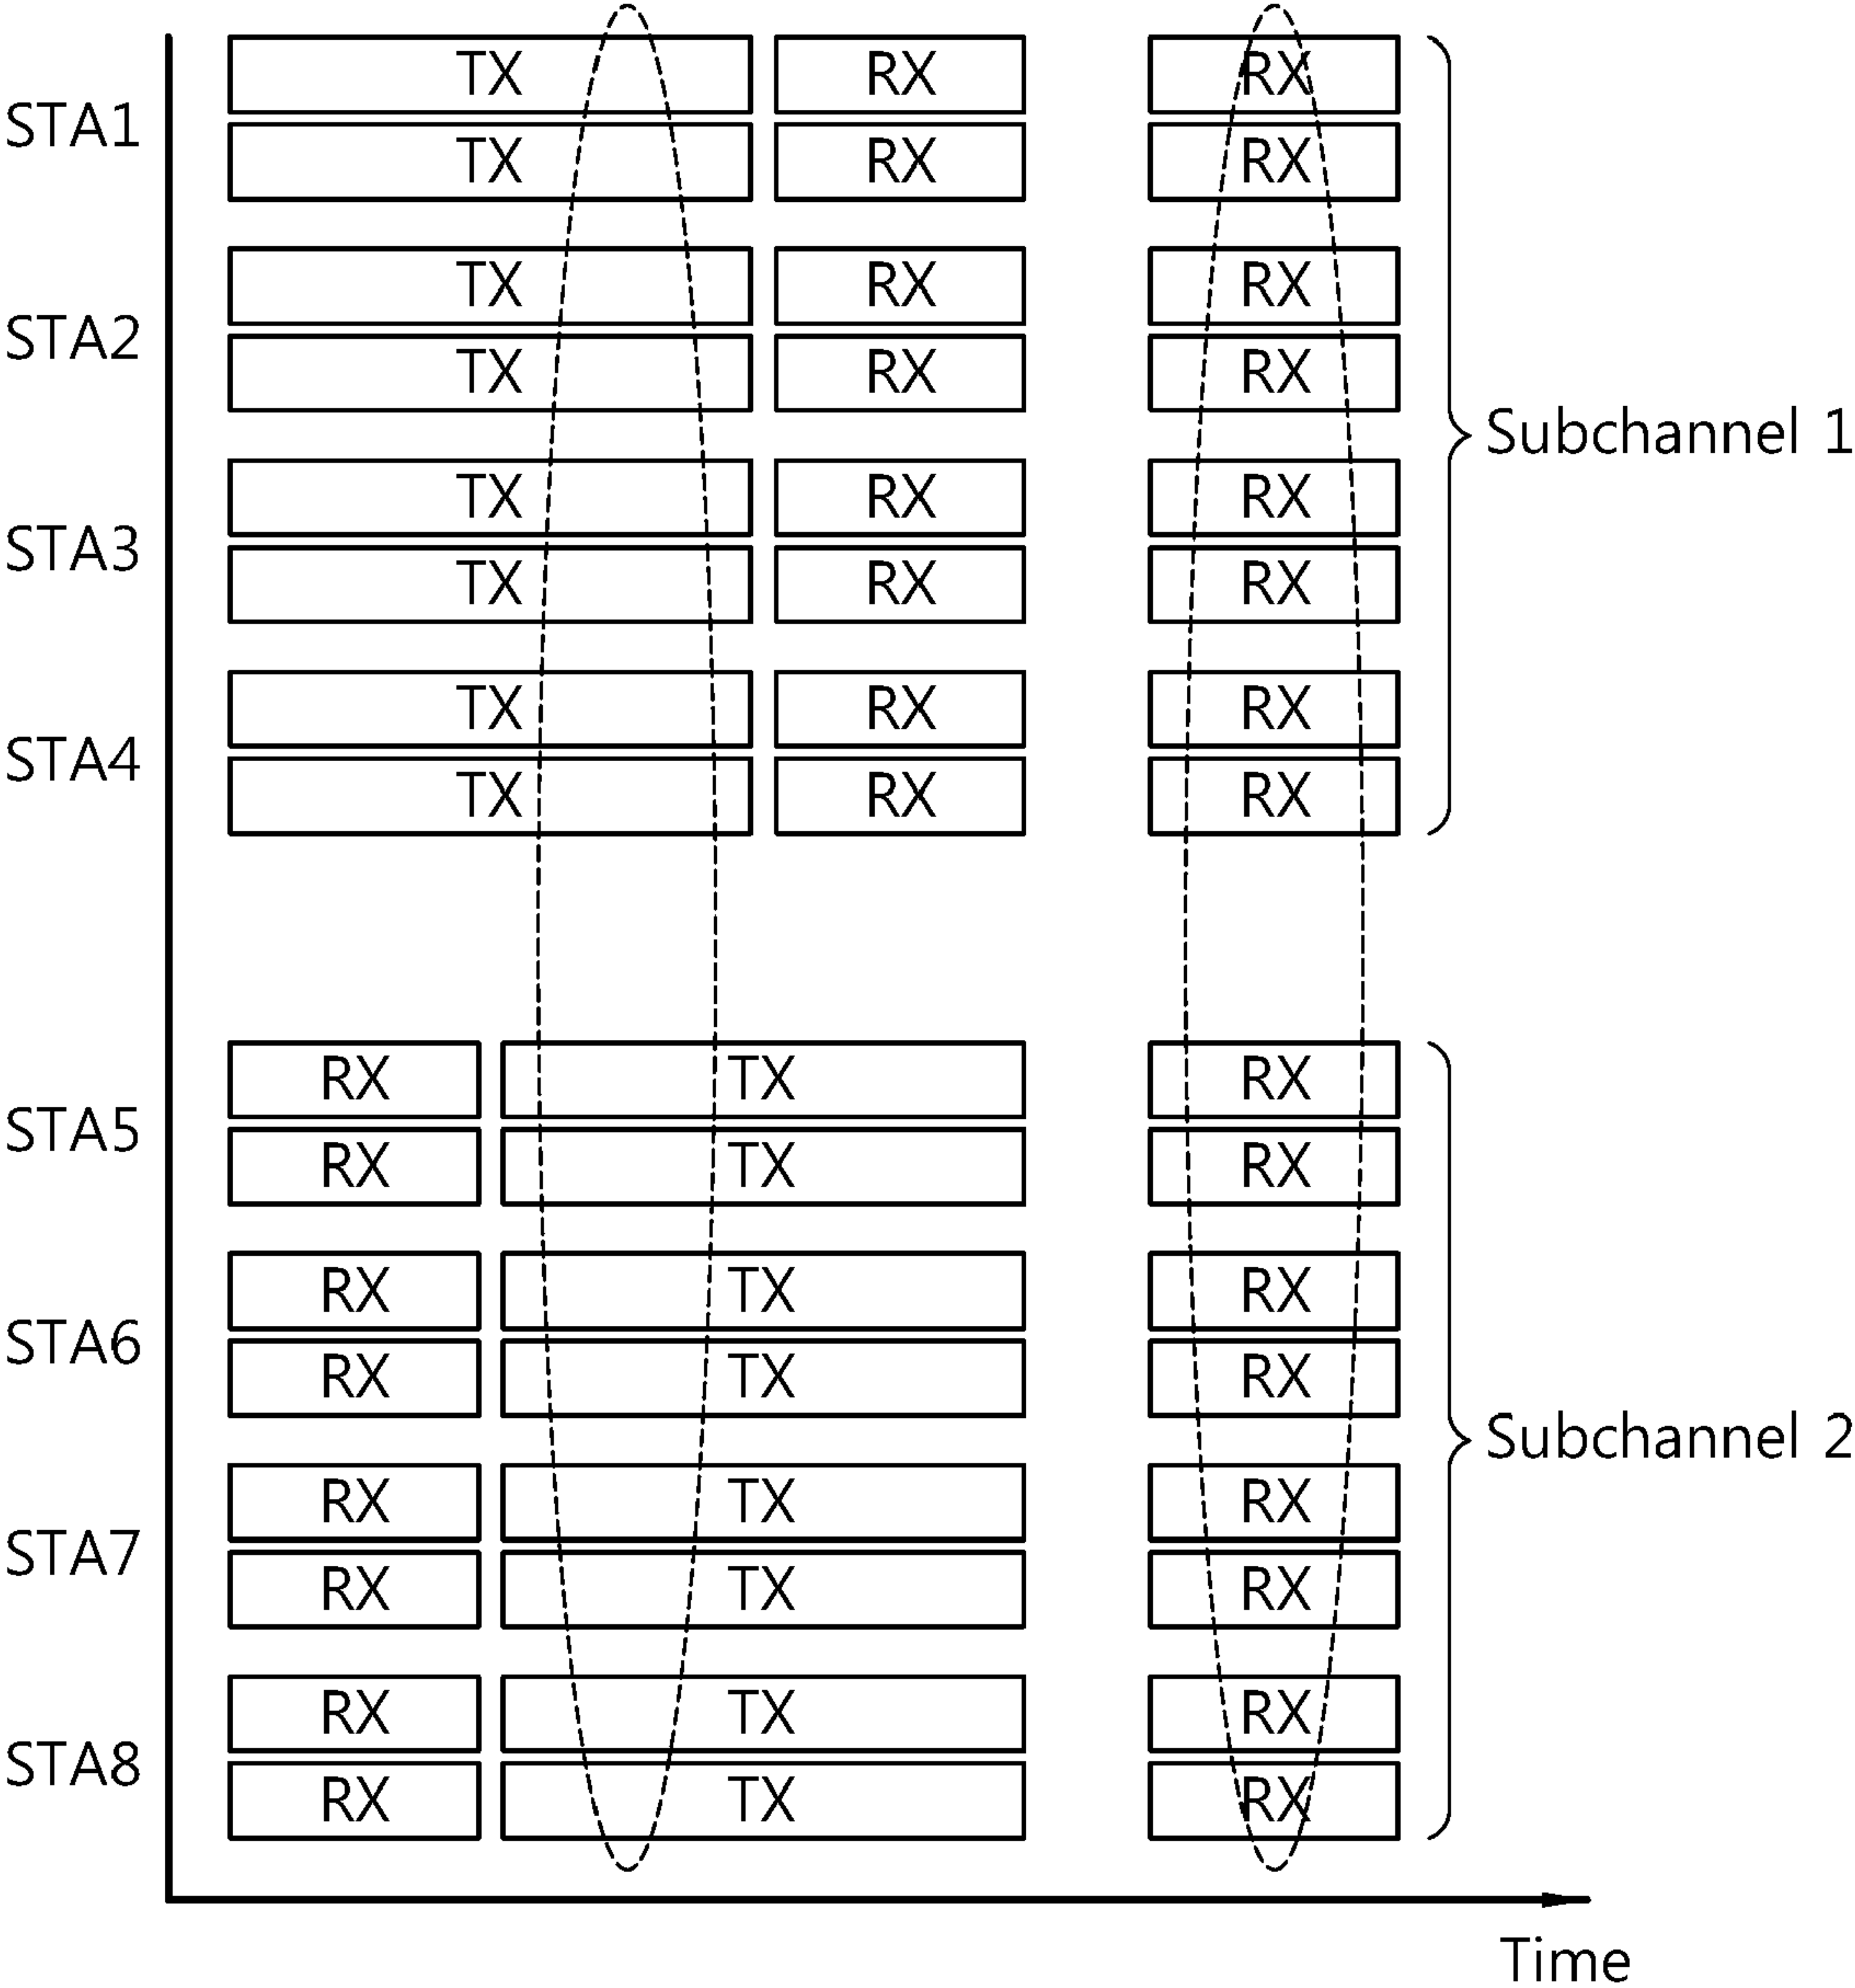 TX RX RX
STA1
TX RX RX
TX RX RX
STA2
TX RX RX
Subchannel 1
TX RX RX
STA3
TX RX RX
TX RX RX
STA4
TX RX RX
RX TX RX
STA5
RX TX RX
RX TX RX
STA6
RX TX RX
Subchannel 2
RX TX RX
STA7
RX TX RX
RX TX RX
STA8
RX TX RX
Time